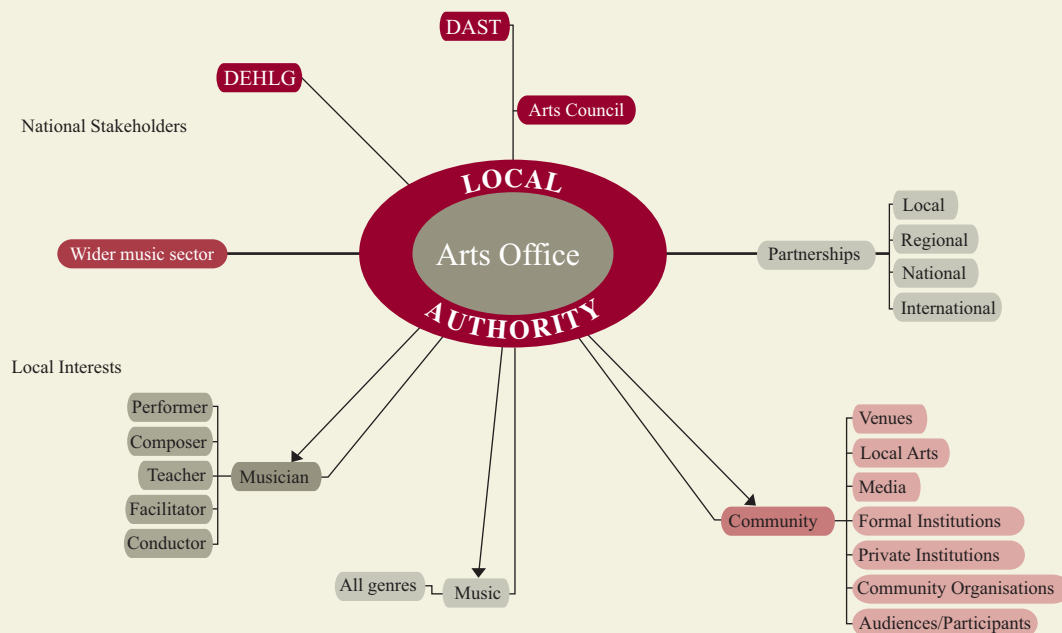 DAST
DEHLG
Arts Council
National Stakeholders
LOCAL
Arts Office
AUTHORITY
Wider music sector
Partnerships
Local
Regional
National
International
Local Interests
Performer
Composer
Teacher
Facilitator
Conductor
Musician
All genres
Music
Community
Venues
Local Arts
Media
Formal Institutions
Private Institutions
Community Organisations
Audiences/Participants